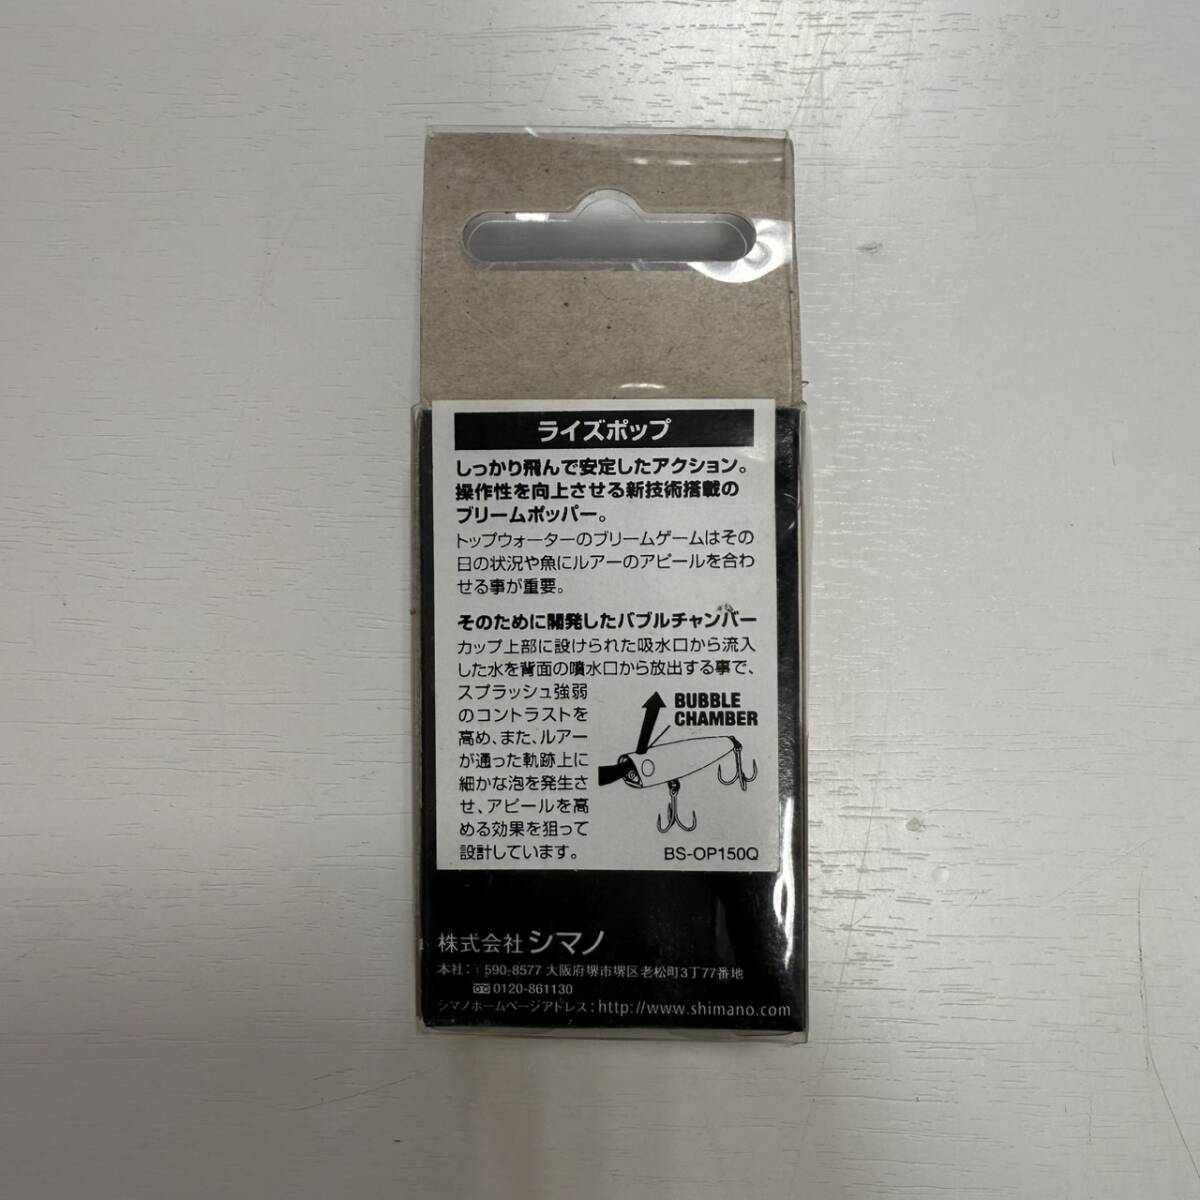 ライズポップ
しっかり飛んで安定したアクション。
操作性を向上させる新技術搭載の
ブリームポッパー。
トップウォーターのブリームゲームはその
日の状況や魚にルアーのアピールを合わ
せる事が重要。
そのために開発したバブルチャンバー
カップ上部に設けられた吸水口から流入
した水を背面の噴水口から放出する事で、
スプラッシュ強弱
のコントラストを
高め、また、ルアー
が通った軌跡上に
細かな泡を発生さ
せ、アピールを高
める効果を狙って
設計しています。
BUBBLE
CHAMBER
BS-OP150Q
株式会社 シマノ
本社：〒590-8577 大阪府堺市堺区老松町3丁77番地
0120-861130
シマノホームページアドレス：http://www.shimano.com